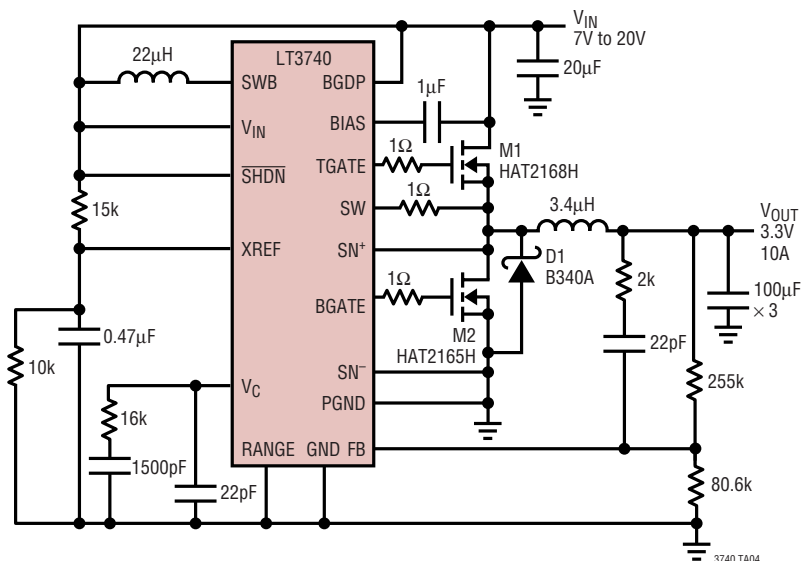 V_IN
7V to 20V
22µH
LT3740
20µF
SWB
BGDP
1µF
V_IN
BIAS
M1
HAT2168H
1Ω
TGATE
SHDN
1Ω
SW
3.4µH
V_OUT
3.3V
10A
15k
XREF
SN+
D1
B340A
1Ω
2k
BGATE
100µF
× 3
M2
HAT2165H
0.47µF
22pF
10k
255k
V_C
SN–
16k
PGND
RANGE
GND
FB
1500pF
22pF
80.6k
3740 TA04